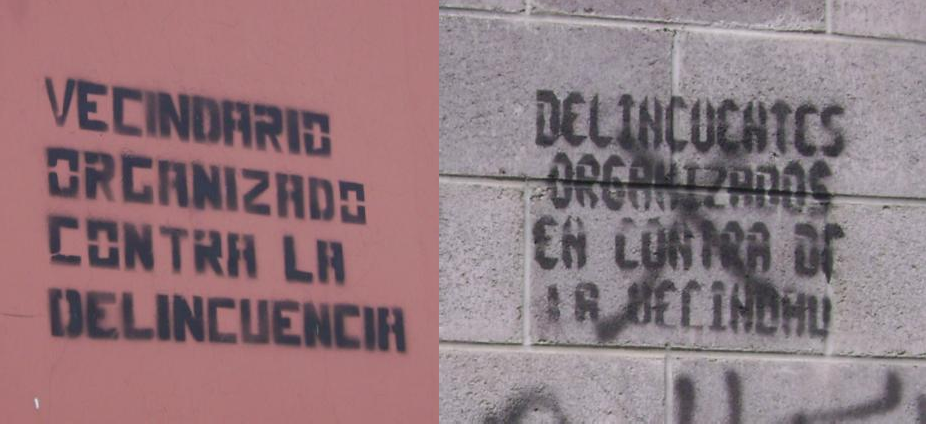 VECINDARIO
ORGANIZADO
CONTRA LA
DELINCUENCIA
DELINCUENTES
ORGANIZADOS
EN CONTRA DE
LA VECINDAD